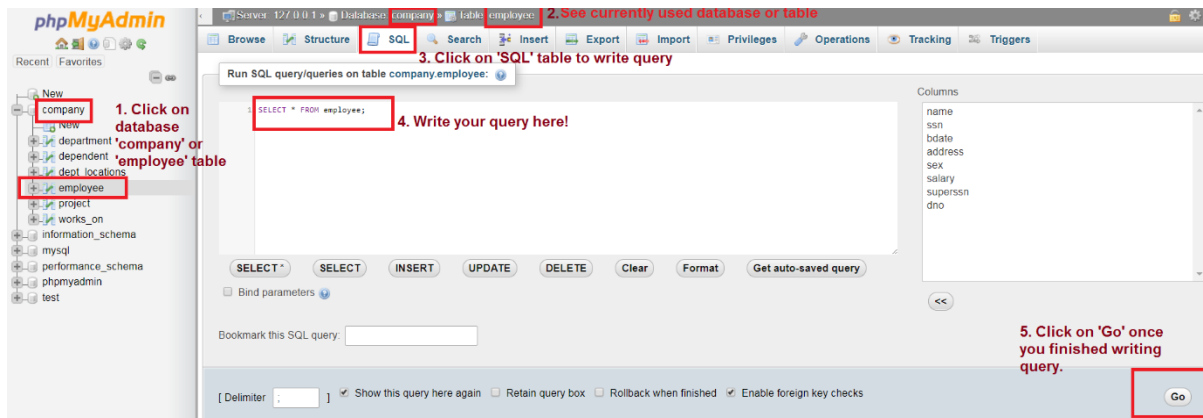 phpMyAdmin
Recent Favorites
New
company
New
department
dependent
dept_locations
employee
project
works_on
information_schema
mysql
performance_schema
phpmyadmin
test
1. Click on
database
'company' or
'employee' table
Server: 127.0.0.1 » Database: company » Table: employee
2.See currently used database or table
Browse Structure SQL Search Insert Export Import Privileges Operations Tracking Triggers
3. Click on 'SQL' table to write query
Run SQL query/queries on table company.employee:
1 SELECT * FROM employee;
4. Write your query here!
Columns
name
ssn
bdate
address
sex
salary
superssn
dno
SELECT * SELECT INSERT UPDATE DELETE Clear Format Get auto-saved query
<<
Bind parameters
Bookmark this SQL query:
5. Click on 'Go' once
you finished writing
query.
[ Delimiter ; ] Show this query here again Retain query box Rollback when finished Enable foreign key checks
Go